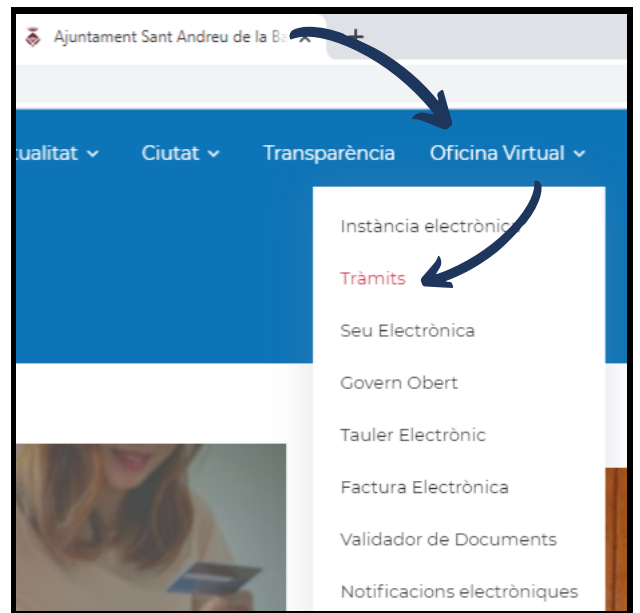 Ajuntament Sant Andreu de la
tualitat Ciutat Transparència Oficina Virtual
Instància electrònica
Tràmits
Seu Electrònica
Govern Obert
Tauler Electrònic
Factura Electrònica
Validador de Documents
Notificacions electròniques